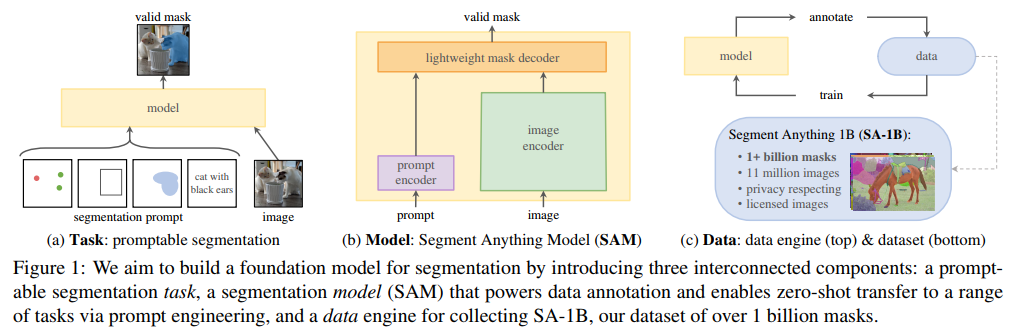 valid mask
model
cat with
black ears
segmentation prompt
image
(a) Task: promptable segmentation
valid mask
lightweight mask decoder
image
encoder
prompt
encoder
prompt
image
(b) Model: Segment Anything Model (SAM)
annotate
model
data
train
Segment Anything 1B (SA-1B):
• 1+ billion masks
• 11 million images
• privacy respecting
• licensed images
(c) Data: data engine (top) & dataset (bottom)
Figure 1: We aim to build a foundation model for segmentation by introducing three interconnected components: a prompt-
able segmentation task, a segmentation model (SAM) that powers data annotation and enables zero-shot transfer to a range
of tasks via prompt engineering, and a data engine for collecting SA-1B, our dataset of over 1 billion masks.